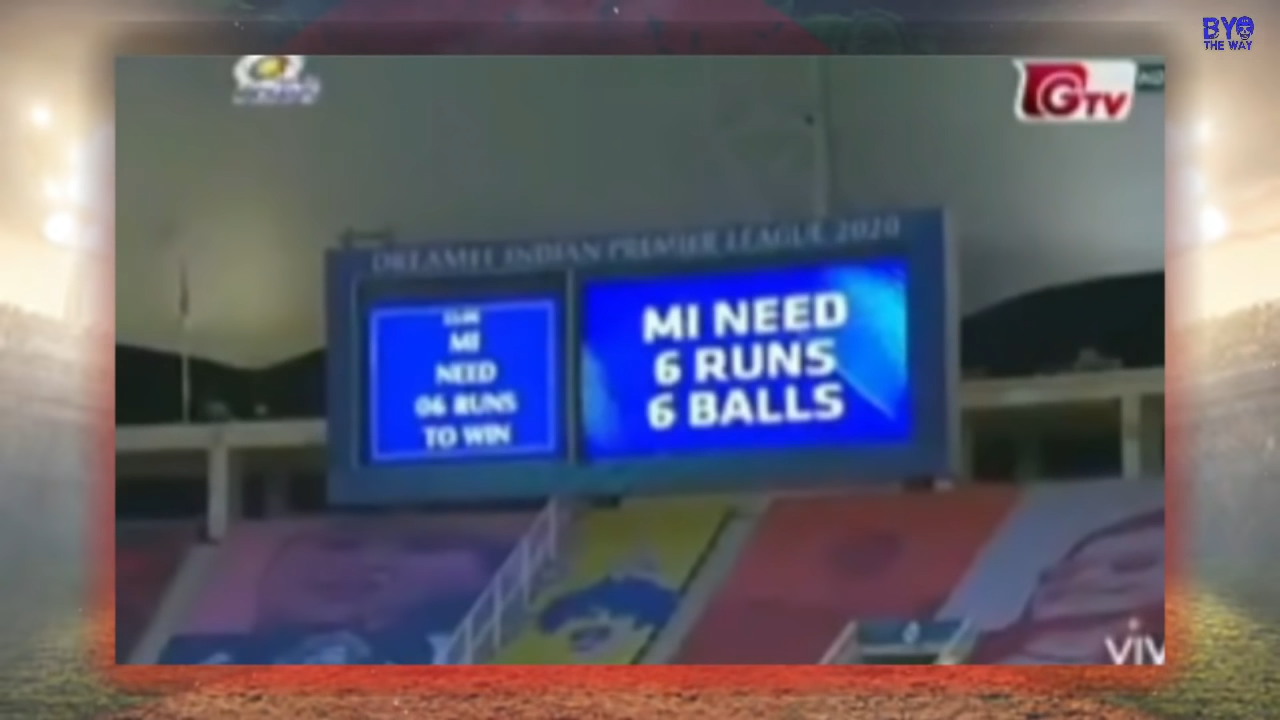 BYO
THE WAY
GTV
DREAM11 INDIAN PREMIER LEAGUE 2020
MI
NEED
06 RUNS
TO WIN
MI NEED
6 RUNS
6 BALLS
VIV